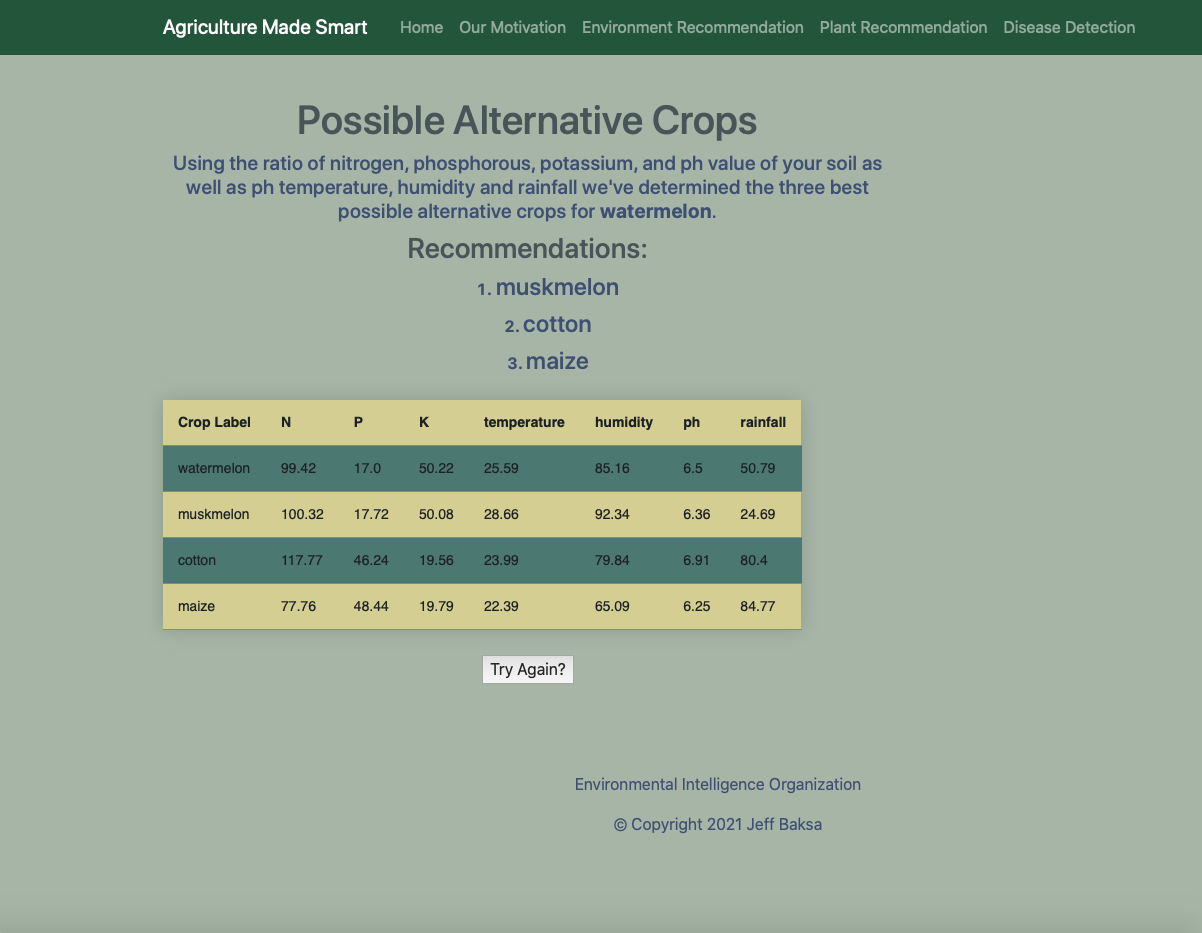 Agriculture Made Smart Home Our Motivation Environment Recommendation Plant Recommendation Disease Detection
Possible Alternative Crops
Using the ratio of nitrogen, phosphorous, potassium, and ph value of your soil as
well as ph temperature, humidity and rainfall we've determined the three best
possible alternative crops for watermelon.
Recommendations:
1. muskmelon
2. cotton
3. maize
Crop Label N P K temperature humidity ph rainfall
watermelon 99.42 17.0 50.22 25.59 85.16 6.5 50.79
muskmelon 100.32 17.72 50.08 28.66 92.34 6.36 24.69
cotton 117.77 46.24 19.56 23.99 79.84 6.91 80.4
maize 77.76 48.44 19.79 22.39 65.09 6.25 84.77
Try Again?
Environmental Intelligence Organization
© Copyright 2021 Jeff Baksa